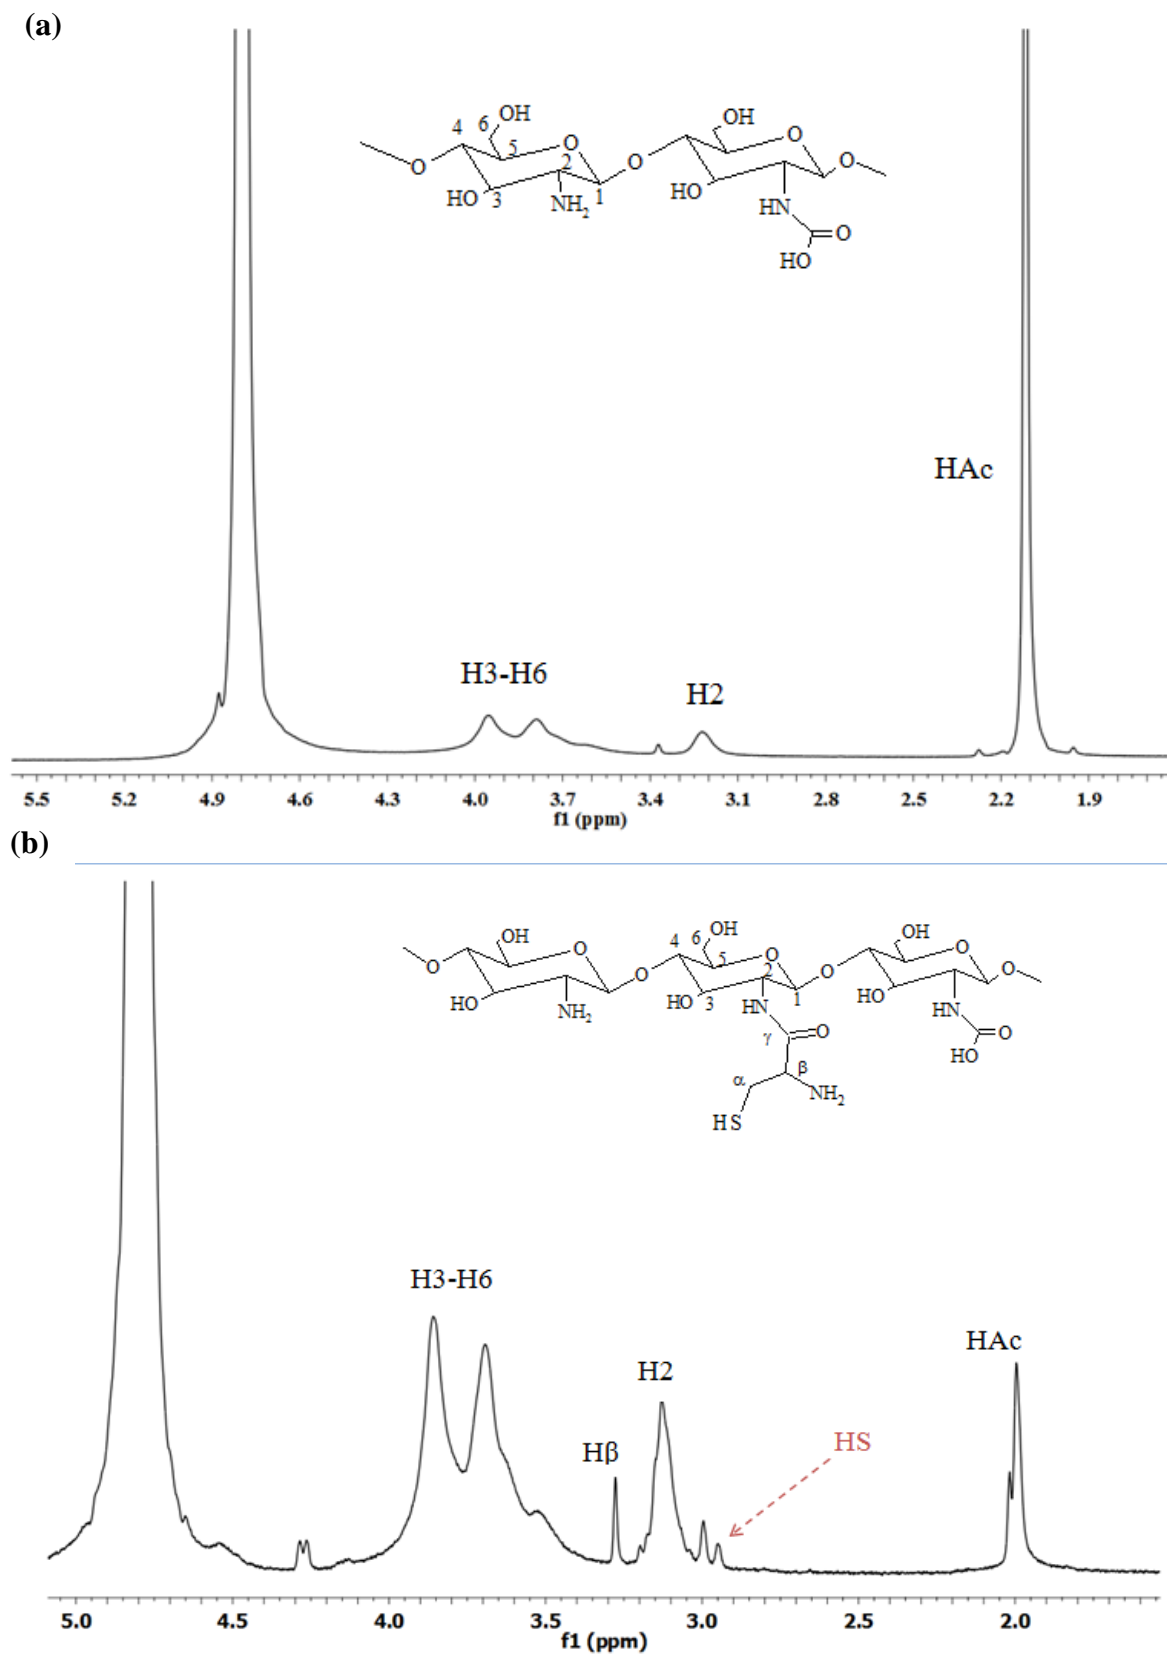 (a)
OH
6
4
O
5
2
O
HO
3
NH2
1
O
OH
O
O
HO
HN
O
HO
HAc
H3-H6
H2
5.5 5.2 4.9 4.6 4.3 4.0 3.7 3.4 3.1 2.8 2.5 2.2 1.9
f1 (ppm)
(b)
OH
O
O
HO
NH2
O
4
6
OH
5
O
2
HO
3
HN
1
O
γ
O
α
β
NH2
HS
OH
O
O
HO
HN
O
HO
H3-H6
HAc
H2
HS
Hβ
5.0 4.5 4.0 3.5 3.0 2.5 2.0
f1 (ppm)